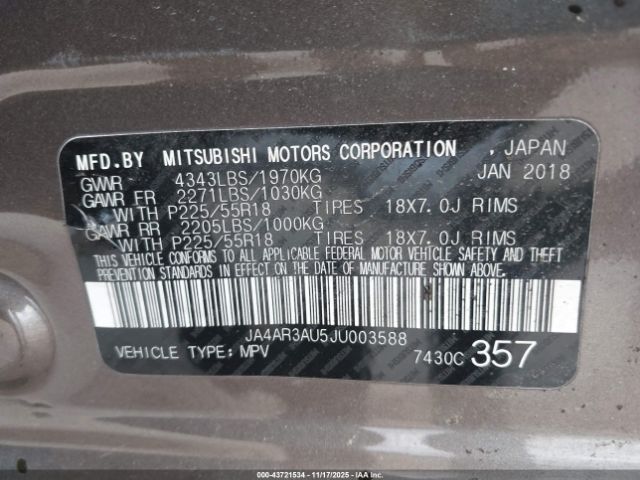 MFD.BY MITSUBISHI MOTORS CORPORATION , JAPAN
GVWR 4343LBS/1970KG JAN 2018
GAWR FR 2271LBS/1030KG
WITH P225/55R18 TIRES 18X7.0J RIMS
GAWR RR 2205LBS/1000KG
WITH P225/55R18 TIRES 18X7.0J RIMS
THIS VEHICLE CONFORMS TO ALL APPLICABLE FEDERAL MOTOR VEHICLE SAFETY AND THEFT
PREVENTION STANDARDS IN EFFECT ON THE DATE OF MANUFACTURE SHOWN ABOVE.
JA4AR3AU5JU003588
VEHICLE TYPE: MPV 7430C 357
000-43721534 - 11/17/2025 - IAAI.COM